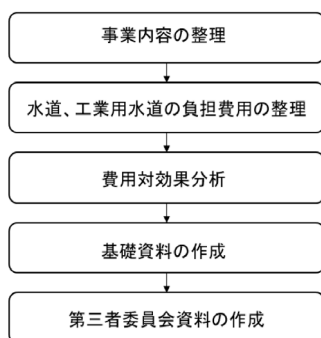 事業内容の整理
水道、工業用水道の負担費用の整理
費用対効果分析
基礎資料の作成
第三者委員会資料の作成